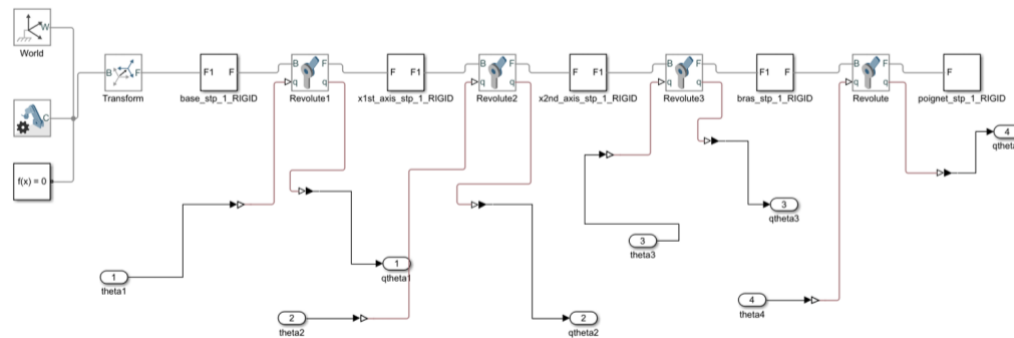 W
World
B F
Transform
F1 F
base_stp_1_RIGID
B F
q q
Revolute1
F F1
x1st_axis_stp_1_RIGID
B F
q q
Revolute2
F F1
x2nd_axis_stp_1_RIGID
B F
q q
Revolute3
F1 F
bras_stp_1_RIGID
B F
q q
Revolute
F
poignet_stp_1_RIGID
C
f(x) = 0
4
qtheta
3
qtheta3
3
theta3
1
theta1
1
qtheta1
2
theta2
2
qtheta2
4
theta4